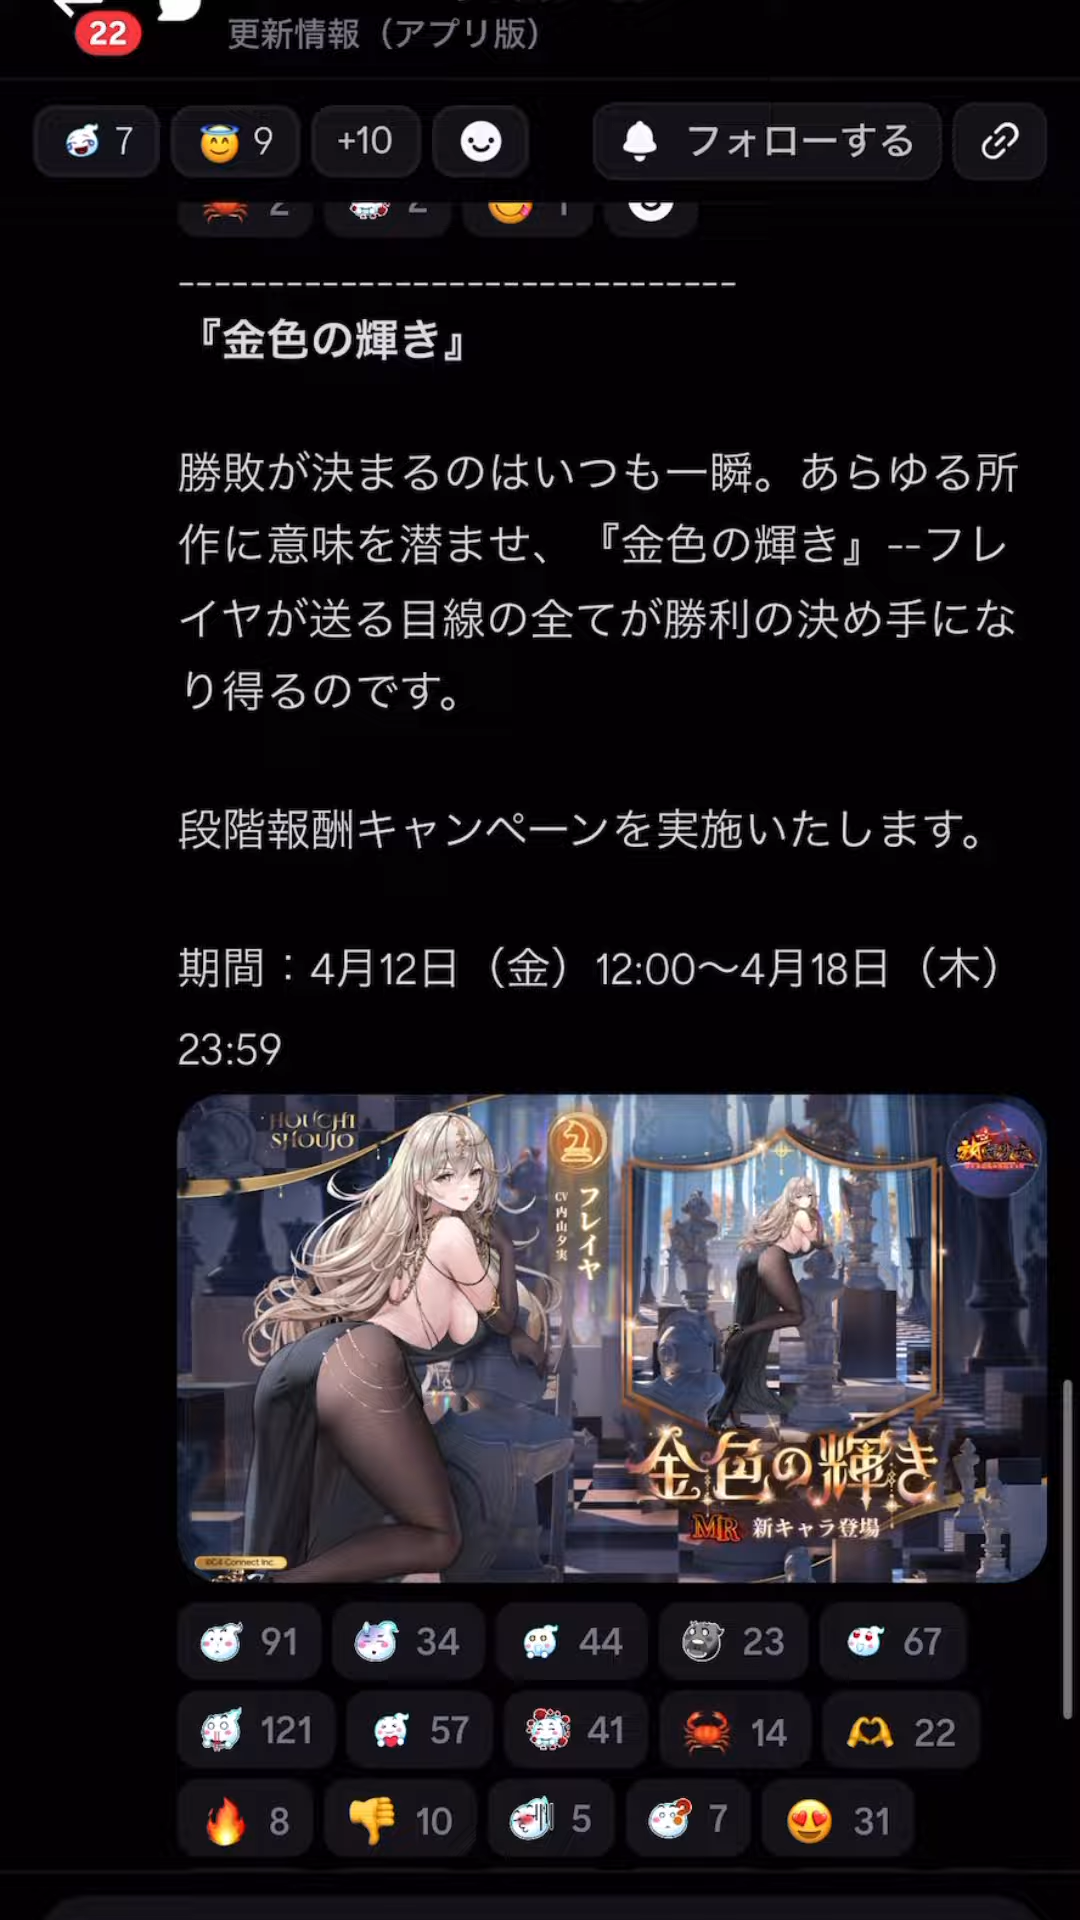 22
更新情報（アプリ版）
7 9 +10 フォローする
2 2 1
-------------------------------
『金色の輝き』
勝敗が決まるのはいつも一瞬。あらゆる所
作に意味を潜ませ、『金色の輝き』--フレ
イヤが送る目線の全てが勝利の決め手にな
り得るのです。
段階報酬キャンペーンを実施いたします。
期間：4月12日（金）12:00～4月18日（木）
23:59
HOUCHI
SHOUJO
フレイヤ
CV 内山夕実
金色の輝き
MR 新キャラ登場
©C4 Connect Inc.
91 34 44 23 67
121 57 41 14 22
8 10 5 7 31